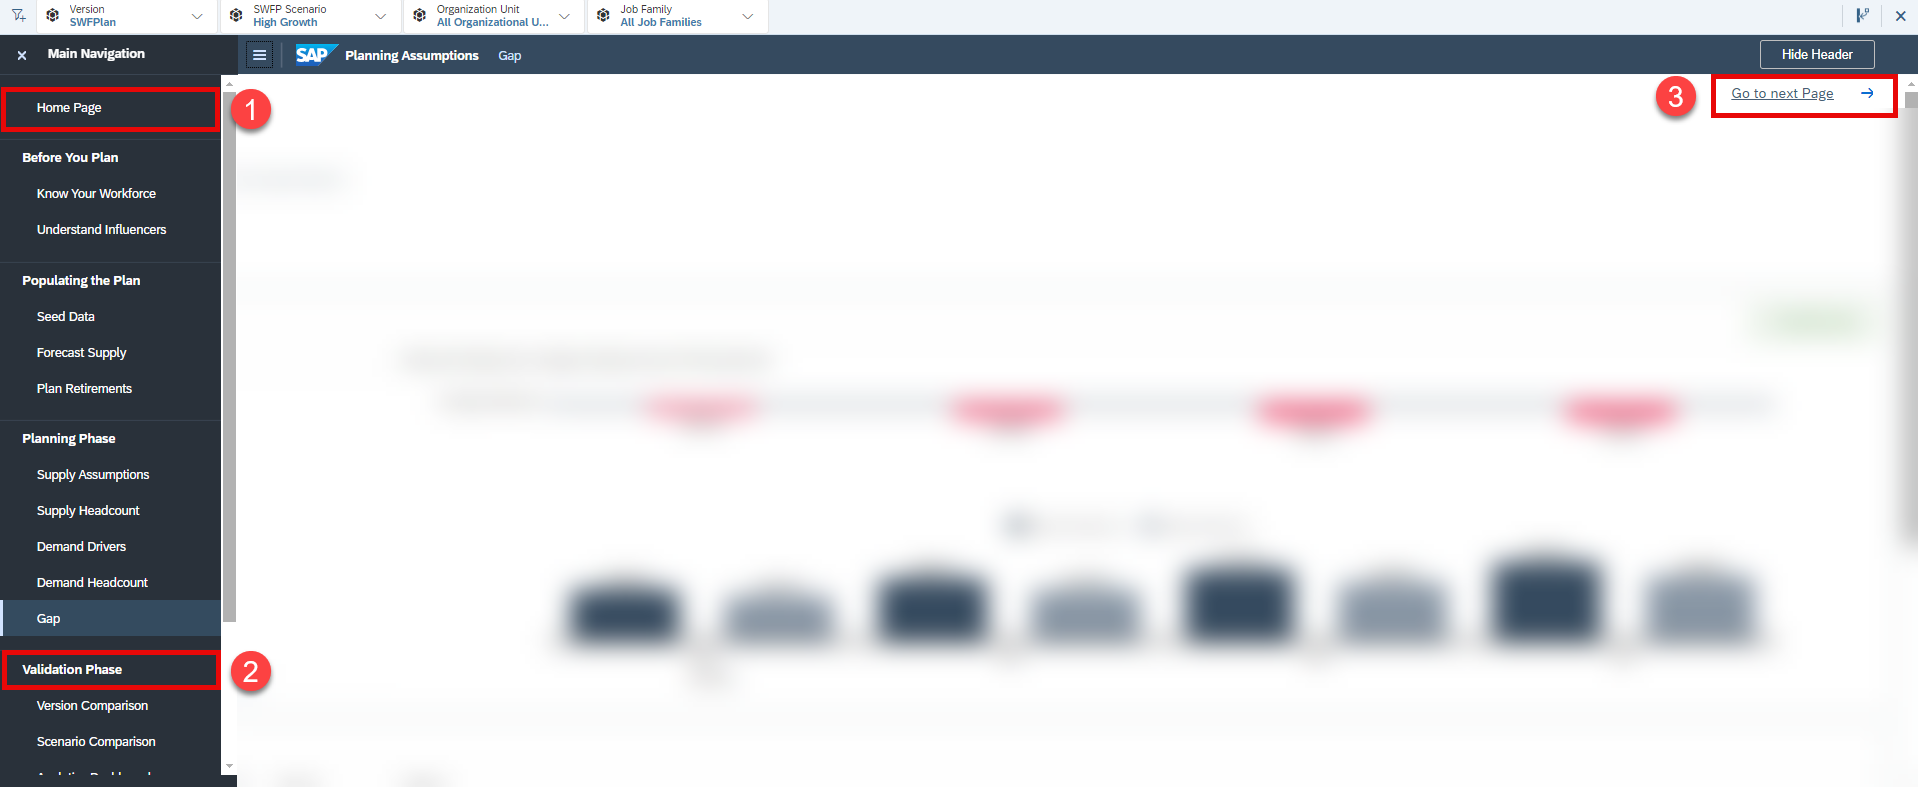 Version
SWFPlan
SWFP Scenario
High Growth
Organization Unit
All Organizational U...
Job Family
All Job Families
Main Navigation
SAP
Planning Assumptions
Gap
Hide Header
Home Page
1
3
Go to next Page
Before You Plan
Know Your Workforce
Understand Influencers
Populating the Plan
Seed Data
Forecast Supply
Plan Retirements
Planning Phase
Supply Assumptions
Supply Headcount
Demand Drivers
Demand Headcount
Gap
Validation Phase
2
Version Comparison
Scenario Comparison